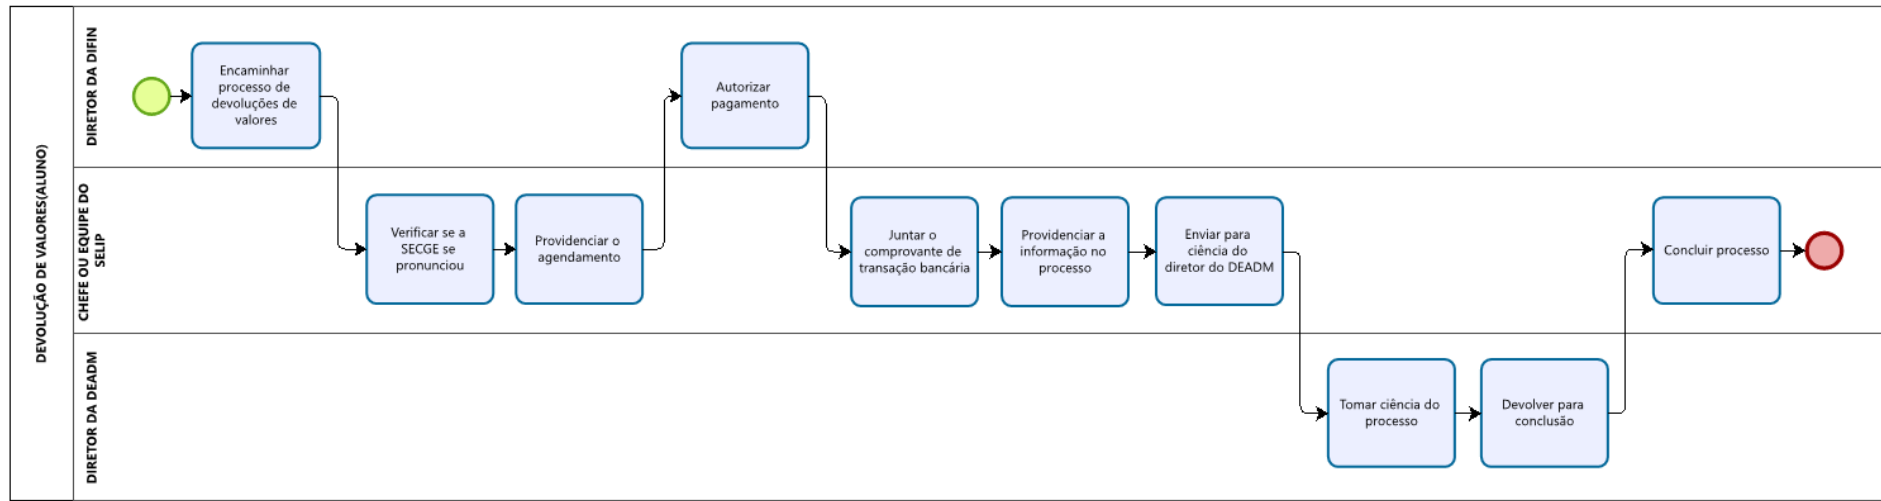 DEVOLUÇÃO DE VALORES(ALUNO)
DIRETOR DA DIFIN
Encaminhar
processo de
devoluções de
valores
Autorizar
pagamento
CHEFE OU EQUIPE DO
SELIP
Verificar se a
SECGE se
pronunciou
Providenciar o
agendamento
Juntar o
comprovante de
transação bancária
Providenciar a
informação no
processo
Enviar para
ciência do
diretor do DEADM
Concluir processo
DIRETOR DA DEADM
Tomar ciência do
processo
Devolver para
conclusão